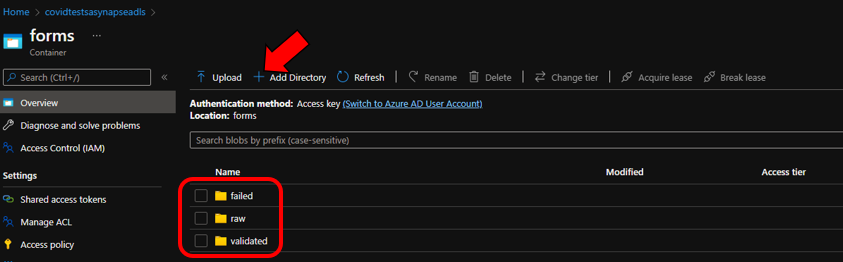 Home > covidtestsasynapseadls >
forms ...
Container
Search (Ctrl+/)
«
Overview
Diagnose and solve problems
Access Control (IAM)
Settings
Shared access tokens
Manage ACL
Access policy
Upload + Add Directory Refresh Rename Delete Change tier Acquire lease Break lease
Authentication method: Access key (Switch to Azure AD User Account)
Location: forms
Search blobs by prefix (case-sensitive)
Name Modified Access tier
failed
raw
validated